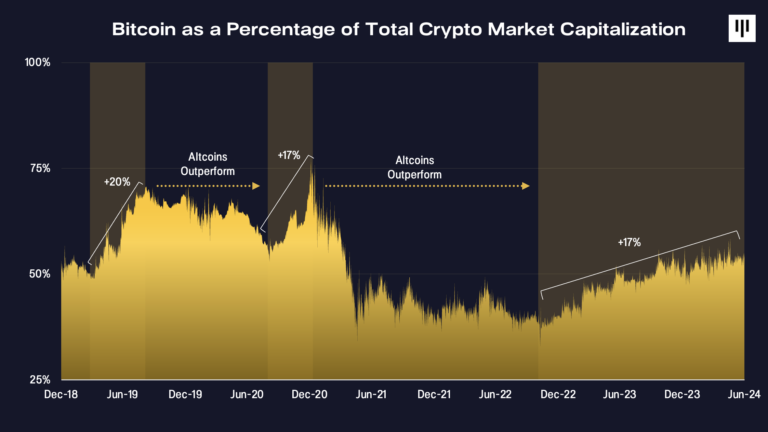 Bitcoin as a Percentage of Total Crypto Market Capitalization
100%
75%
50%
25%
+20%
Altcoins
Outperform
+17%
Altcoins
Outperform
+17%
Dec-18 Jun-19 Dec-19 Jun-20 Dec-20 Jun-21 Dec-21 Jun-22 Dec-22 Jun-23 Dec-23 Jun-24